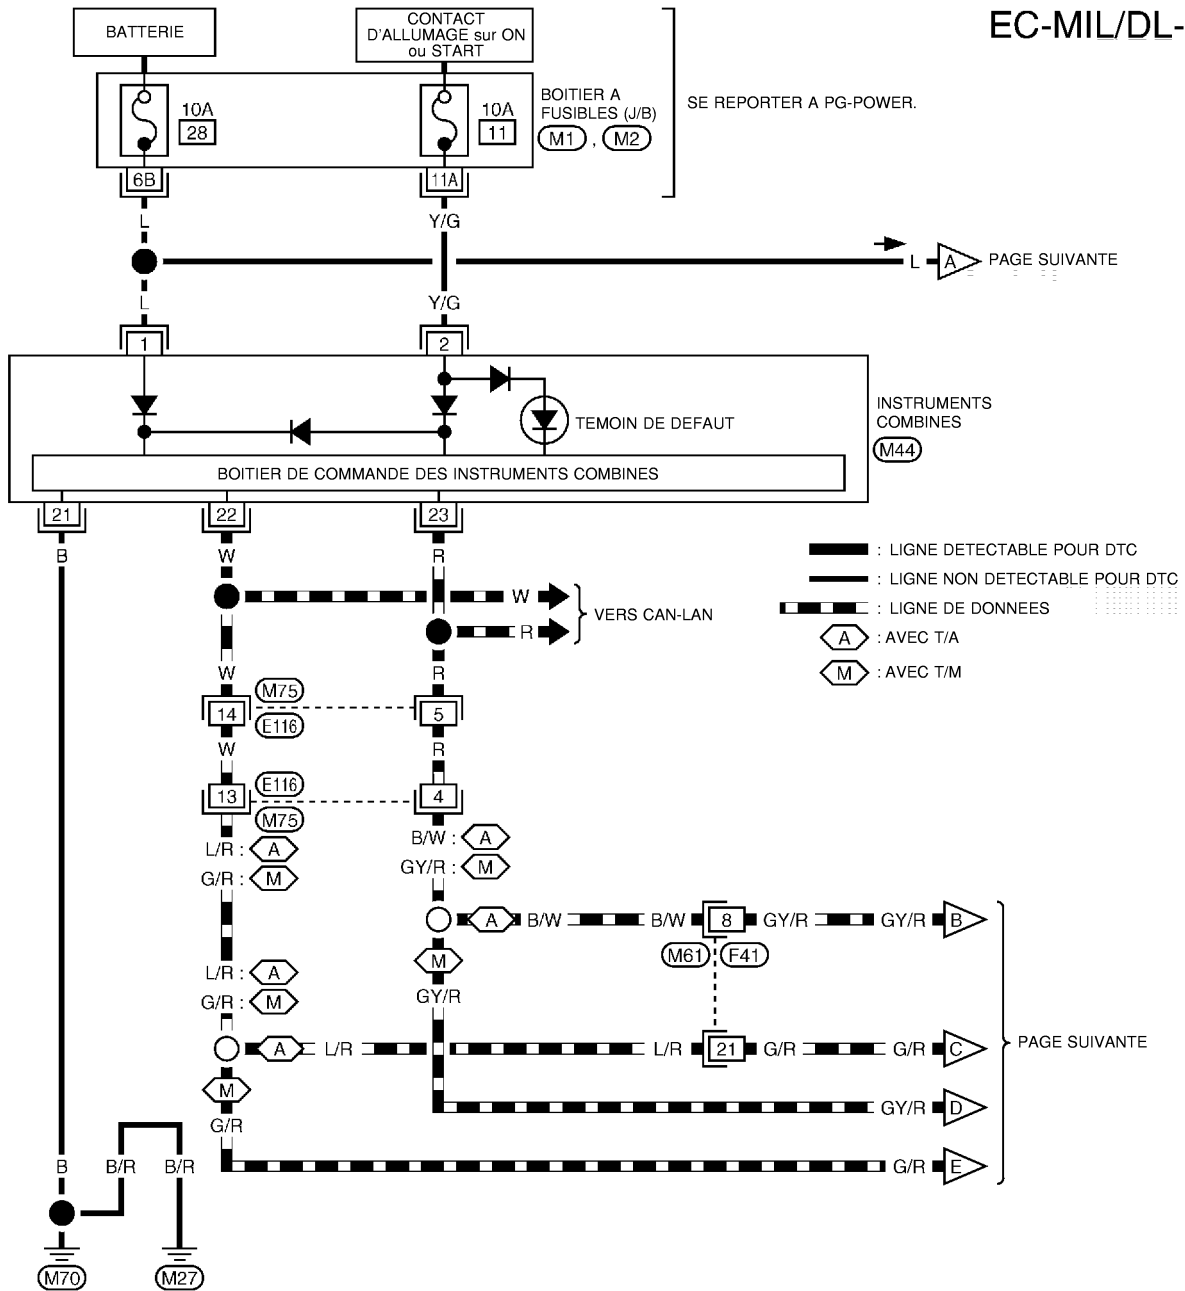 EC-MIL/DL-
BATTERIE
CONTACT
D'ALLUMAGE sur ON
ou START
10A
28
10A
11
BOITIER A
FUSIBLES (J/B)
M1 , M2
SE REPORTER A PG-POWER.
6B
11A
L
Y/G
L
A
PAGE SUIVANTE
L
Y/G
1
2
TEMOIN DE DEFAUT
INSTRUMENTS
COMBINES
M44
BOITIER DE COMMANDE DES INSTRUMENTS COMBINES
21
22
23
B
W
R
: LIGNE DETECTABLE POUR DTC
: LIGNE NON DETECTABLE POUR DTC
: LIGNE DE DONNEES
A : AVEC T/A
M : AVEC T/M
W
R
VERS CAN-LAN
W
R
M75
14
5
E116
W
R
E116
13
4
M75
L/R : A
G/R : M
B/W : A
GY/R : M
A
B/W
B/W
8
GY/R
GY/R
B
M61
F41
M
GY/R
L/R : A
G/R : M
A
L/R
L/R
21
G/R
G/R
C
PAGE SUIVANTE
M
G/R
GY/R
D
B
B/R
B/R
G/R
E
M70
M27